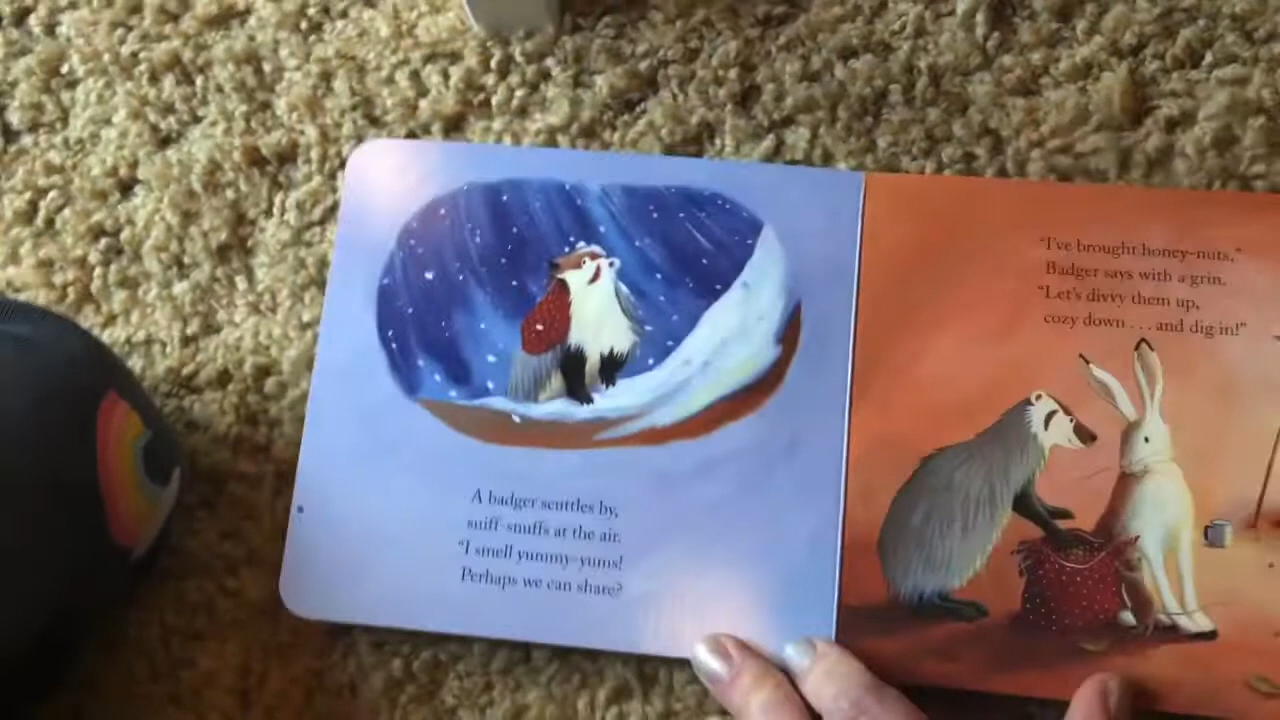 A badger scuttles by,
sniff-snuffs at the air.
"I smell yummy-yums!
Perhaps we can share?"
"I've brought honey-nuts,"
Badger says with a grin.
"Let's divvy them up,
cozy down . . . and dig in!"